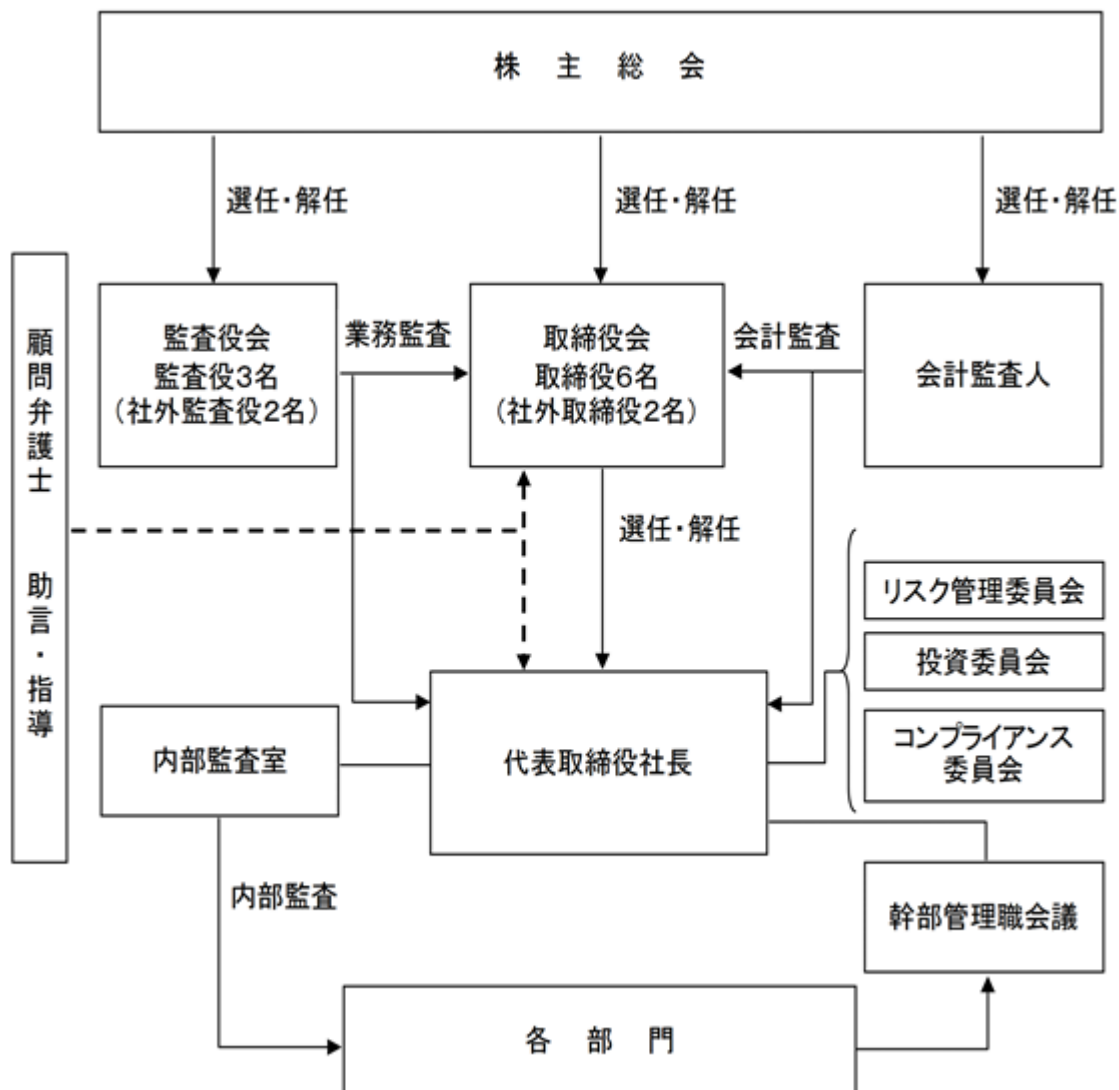 株 主 総 会
選任・解任
選任・解任
選任・解任
顧問弁護士 助言・指導
監査役会
監査役3名
(社外監査役2名)
業務監査
取締役会
取締役6名
(社外取締役2名)
会計監査
会計監査人
選任・解任
リスク管理委員会
投資委員会
コンプライアンス
委員会
内部監査室
代表取締役社長
内部監査
幹部管理職会議
各 部 門